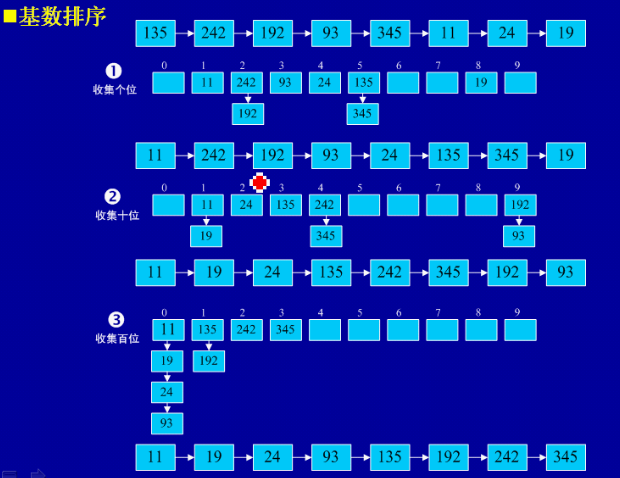 ■基数排序
135 242 192 93 345 11 24 19
❶ 0 1 2 3 4 5 6 7 8 9
收集个位 11 242 93 24 135 19
192 345
11 242 192 93 24 135 345 19
❷ 0 1 2 3 4 5 6 7 8 9
收集十位 11 24 135 242 192
19 345 93
11 19 24 135 242 345 192 93
❸ 0 1 2 3 4 5 6 7 8 9
收集百位 11 135 242 345
19 192
24
93
11 19 24 93 135 192 242 345